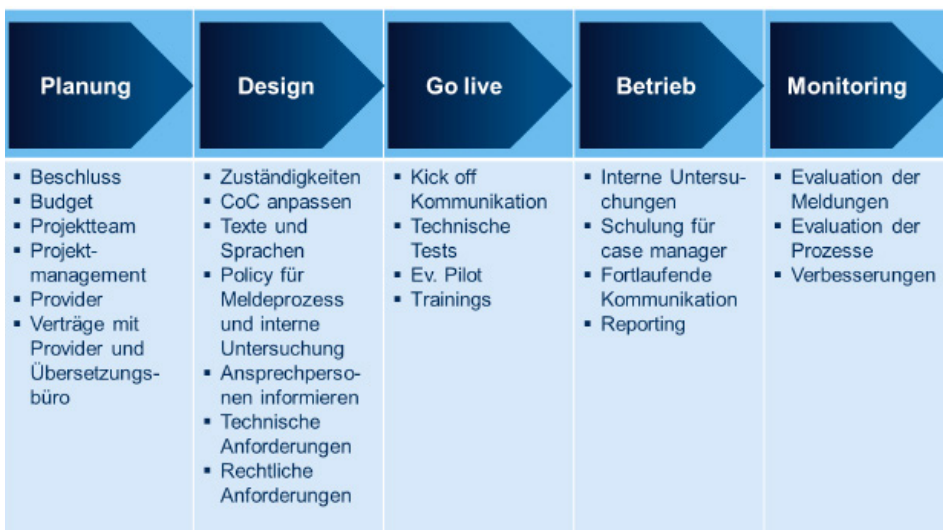 Planung
Design
Go live
Betrieb
Monitoring
▪ Beschluss
▪ Budget
▪ Projektteam
▪ Projekt-
management
▪ Provider
▪ Verträge mit
Provider und
Übersetzungs-
büro
▪ Zuständigkeiten
▪ CoC anpassen
▪ Texte und
Sprachen
▪ Policy für
Meldeprozess
und interne
Untersuchung
▪ Ansprechperso-
nen informieren
▪ Technische
Anforderungen
▪ Rechtliche
Anforderungen
▪ Kick off
Kommunikation
▪ Technische
Tests
▪ Ev. Pilot
▪ Trainings
▪ Interne Untersu-
chungen
▪ Schulung für
case manager
▪ Fortlaufende
Kommunikation
▪ Reporting
▪ Evaluation der
Meldungen
▪ Evaluation der
Prozesse
▪ Verbesserungen